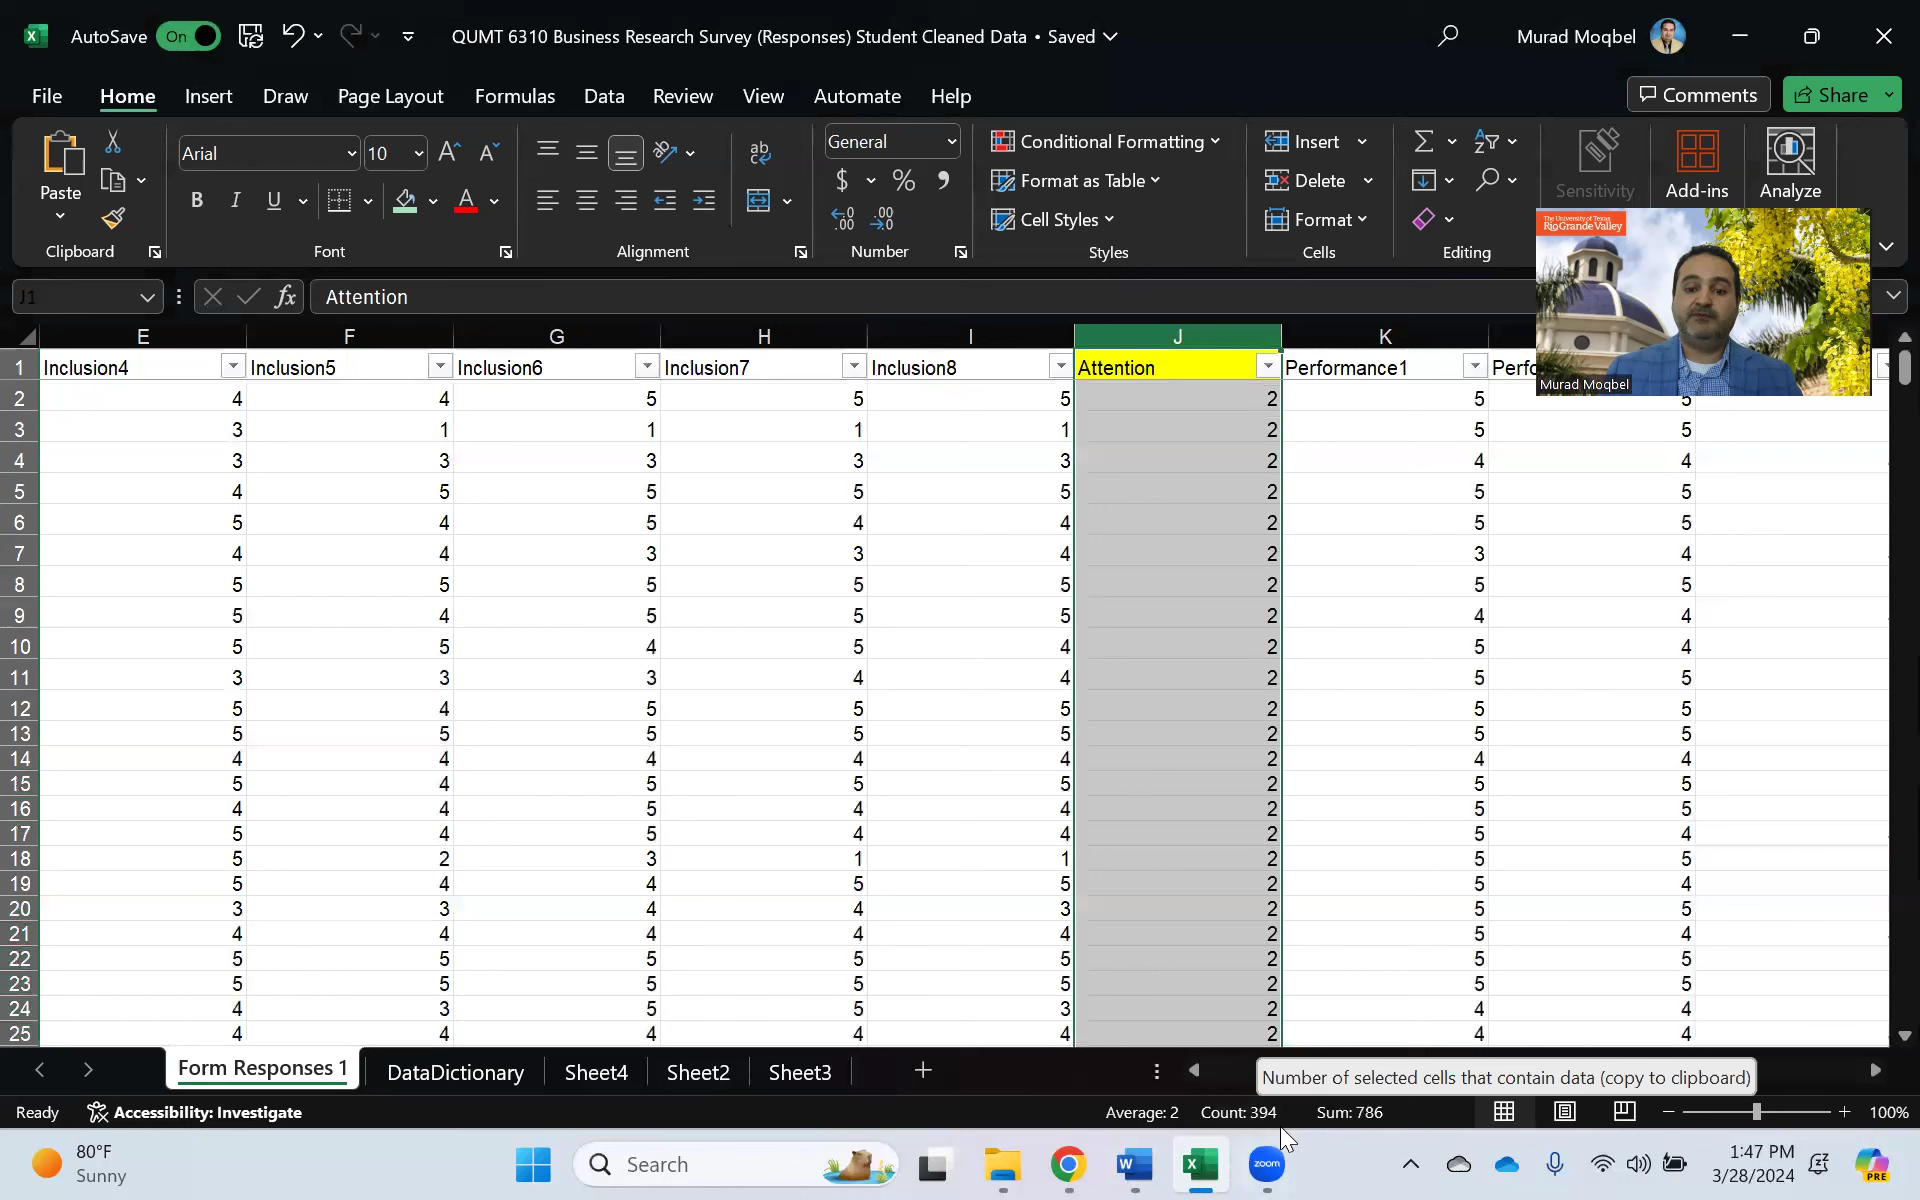 AutoSave On QUMT 6310 Business Research Survey (Responses) Student Cleaned Data • Saved Murad Moqbel
File Home Insert Draw Page Layout Formulas Data Review View Automate Help Comments Share
Paste Arial 10 General Conditional Formatting Insert
Format as Table Delete Sensitivity Add-ins Analyze
B I U A $ % Cell Styles Format
Clipboard Font Alignment Number Styles Cells Editing
The University of Texas
RioGrande Valley
J1 fx Attention
E F G H I J K
1 Inclusion4 Inclusion5 Inclusion6 Inclusion7 Inclusion8 Attention Performance1
Murad Moqbel
2 4 4 5 5 5 2 5 5
3 3 1 1 1 1 2 5 5
4 3 3 3 3 3 2 4 4
5 4 5 5 5 5 2 5 5
6 5 4 5 4 4 2 5 5
7 4 4 3 3 4 2 3 4
8 5 5 5 5 5 2 5 5
9 5 4 5 5 5 2 4 4
10 5 5 4 5 4 2 5 4
11 3 3 3 4 4 2 5 5
12 5 4 5 5 5 2 5 5
13 5 5 5 5 5 2 5 5
14 4 4 4 4 4 2 4 4
15 5 4 5 5 5 2 5 5
16 4 4 5 4 4 2 5 5
17 5 4 5 4 4 2 5 4
18 5 2 3 1 1 2 5 5
19 5 4 4 5 5 2 5 4
20 3 3 4 4 3 2 5 5
21 4 4 4 4 4 2 5 4
22 5 5 5 5 5 2 5 5
23 5 5 5 5 5 2 5 5
24 4 3 5 5 3 2 4 4
25 4 4 4 4 4 2 4 4
Form Responses 1 DataDictionary Sheet4 Sheet2 Sheet3
Number of selected cells that contain data (copy to clipboard)
Ready Accessibility: Investigate Average: 2 Count: 394 Sum: 786 100%
80°F
Sunny
Search
zoom
1:47 PM
3/28/2024
PRE